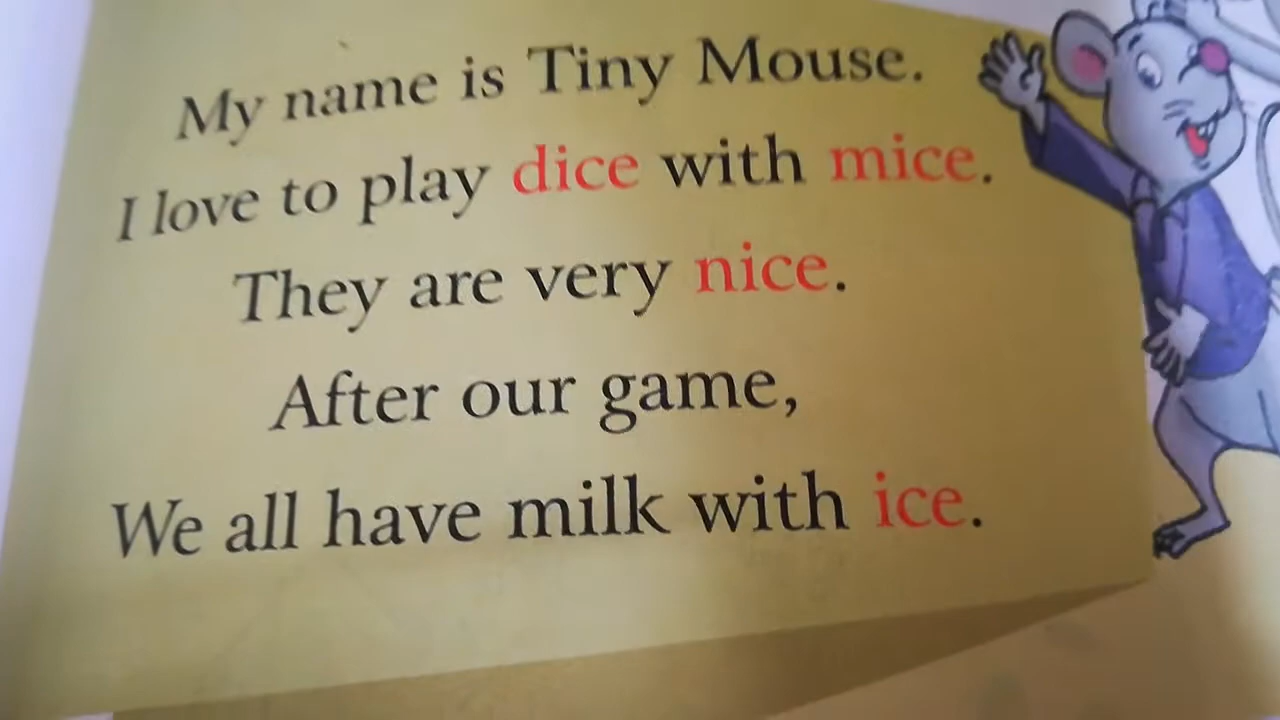 My name is Tiny Mouse.
I love to play dice with mice.
They are very nice.
After our game,
We all have milk with ice.